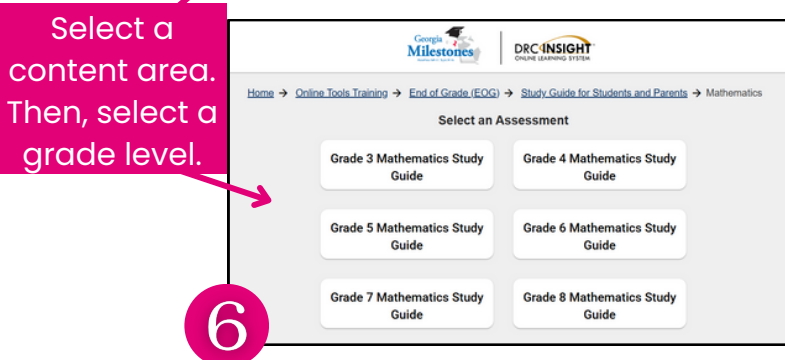 Select a
content area.
Then, select a
grade level.
Georgia
Milestones
DRC INSIGHT
ONLINE LEARNING SYSTEM
Home → Online Tools Training → End of Grade (EOG) → Study Guide for Students and Parents → Mathematics
Select an Assessment
Grade 3 Mathematics Study
Guide
Grade 4 Mathematics Study
Guide
Grade 5 Mathematics Study
Guide
Grade 6 Mathematics Study
Guide
Grade 7 Mathematics Study
Guide
Grade 8 Mathematics Study
Guide
6